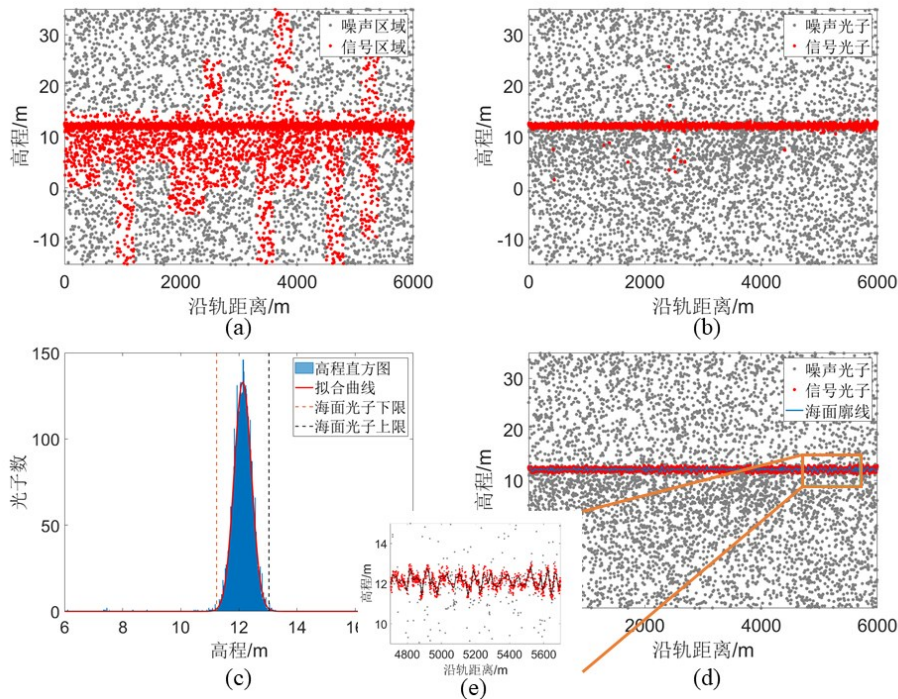 30
20
10
0
-10
高程/m
噪声区域
信号区域
0 2000 4000 6000
沿轨距离/m
(a)
30
20
10
0
-10
高程/m
噪声光子
信号光子
0 2000 4000 6000
沿轨距离/m
(b)
150
100
50
0
光子数
高程直方图
拟合曲线
海面光子下限
海面光子上限
6 8 10 12 14 16
高程/m
(c)
30
20
10
高程/m
噪声光子
信号光子
海面廓线
2000 4000 6000
沿轨距离/m
(d)
14
12
10
高程/m
4800 5000 5200 5400 5600
沿轨距离/m
(e)